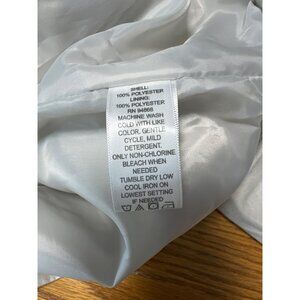 SHELL:
100% POLYESTER
LINING:
100% POLYESTER
RN 94868
MACHINE WASH
COLD WITH LIKE
COLOR, GENTLE
CYCLE, MILD
DETERGENT.
ONLY NON-CHLORINE
BLEACH WHEN
NEEDED
TUMBLE DRY LOW
COOL IRON ON
LOWEST SETTING
IF NEEDED